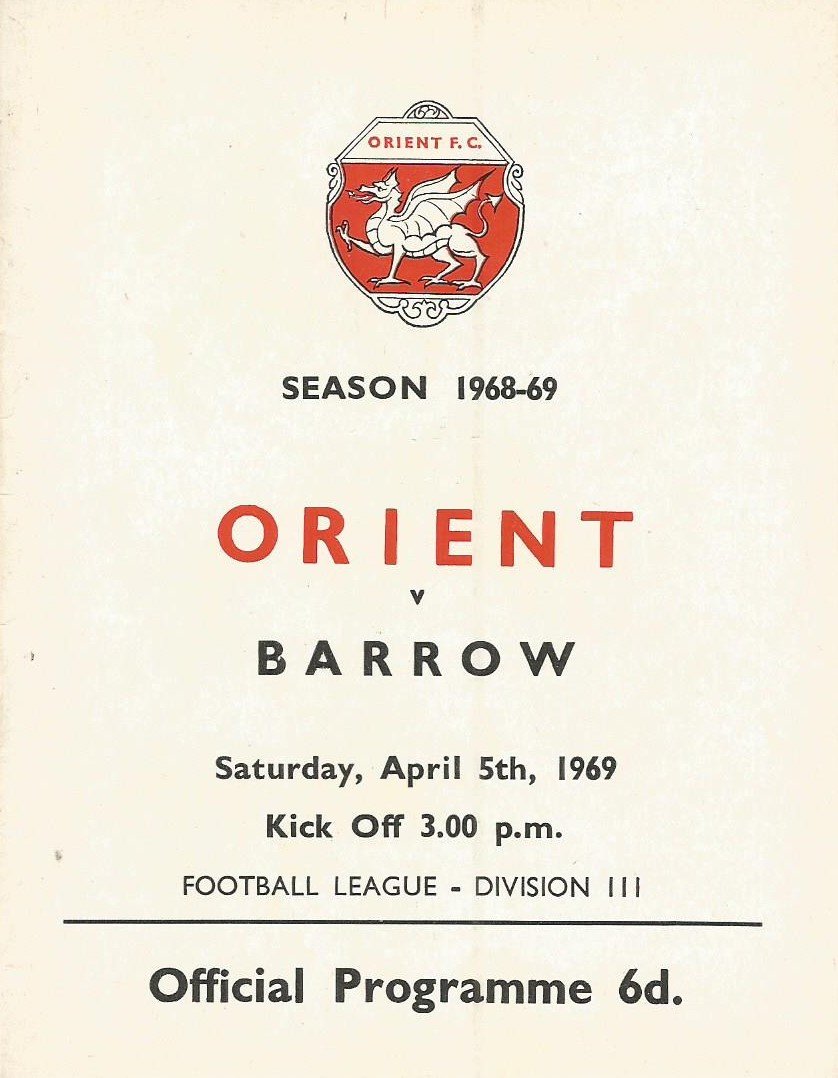 ORIENT F.C.
SEASON 1968-69
ORIENT
v
BARROW
Saturday, April 5th, 1969
Kick Off 3.00 p.m.
FOOTBALL LEAGUE - DIVISION III
Official Programme 6d.